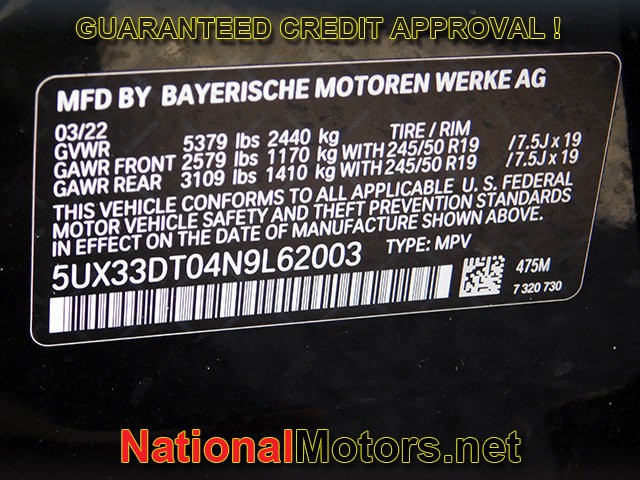 GUARANTEED CREDIT APPROVAL !
MFD BY BAYERISCHE MOTOREN WERKE AG
03/22 TIRE / RIM
GVWR 5379 lbs 2440 kg
GAWR FRONT 2579 lbs 1170 kg WITH 245/50 R19 /7.5J x 19
GAWR REAR 3109 lbs 1410 kg WITH 245/50 R19 /7.5J x 19
THIS VEHICLE CONFORMS TO ALL APPLICABLE U. S. FEDERAL
MOTOR VEHICLE SAFETY AND THEFT PREVENTION STANDARDS
IN EFFECT ON THE DATE OF MANUFACTURE SHOWN ABOVE.
5UX33DT04N9L62003 TYPE: MPV
475M
7 320 730
NationalMotors.net